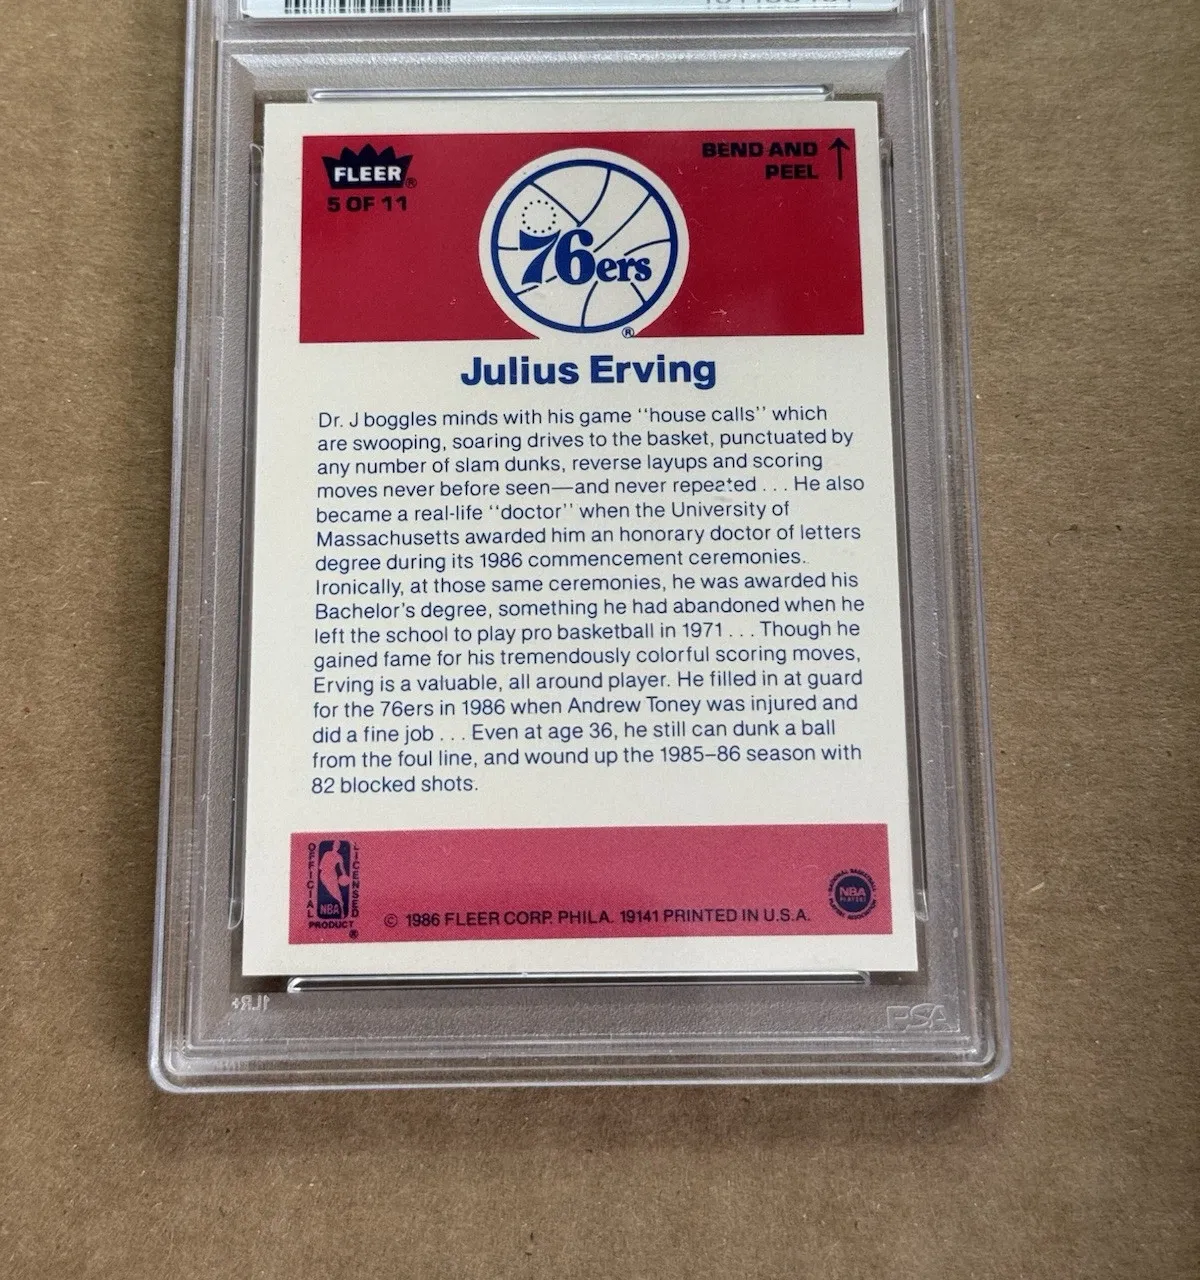 FLEER®
5 OF 11
BEND AND
PEEL
76ers
®
Julius Erving
Dr. J boggles minds with his game ''house calls'' which
are swooping, soaring drives to the basket, punctuated by
any number of slam dunks, reverse layups and scoring
moves never before seen—and never repeated . . . He also
became a real-life ''doctor'' when the University of
Massachusetts awarded him an honorary doctor of letters
degree during its 1986 commencement ceremonies.
Ironically, at those same ceremonies, he was awarded his
Bachelor's degree, something he had abandoned when he
left the school to play pro basketball in 1971 . . . Though he
gained fame for his tremendously colorful scoring moves,
Erving is a valuable, all around player. He filled in at guard
for the 76ers in 1986 when Andrew Toney was injured and
did a fine job . . . Even at age 36, he still can dunk a ball
from the foul line, and wound up the 1985–86 season with
82 blocked shots.
OFFICIAL NBA LICENSED
PRODUCT
®
© 1986 FLEER CORP. PHILA. 19141 PRINTED IN U.S.A.
NATIONAL BASKETBALL
NBA
PLAYERS
PLAYERS ASSOCIATION
1LR+
PSA